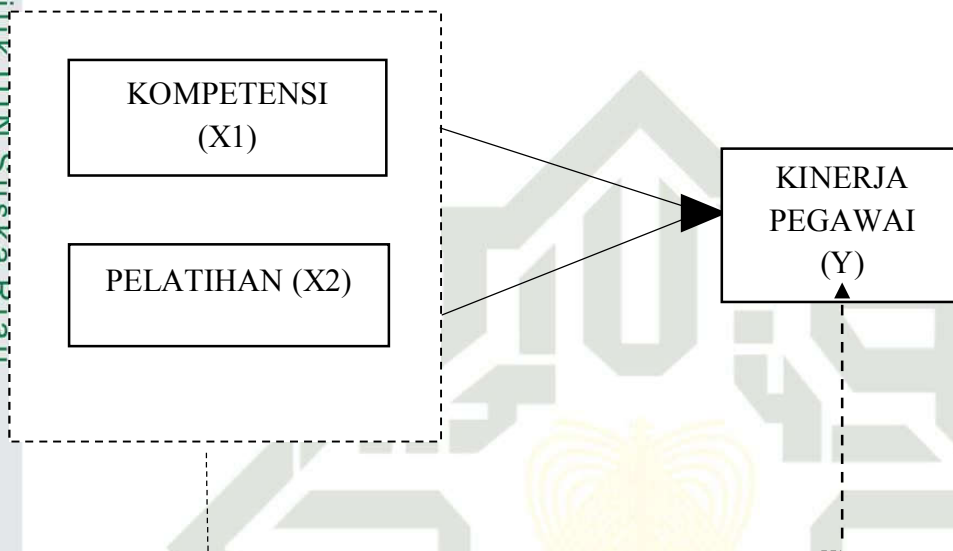 KOMPETENSI
(X1)
PELATIHAN (X2)
KINERJA
PEGAWAI
(Y)